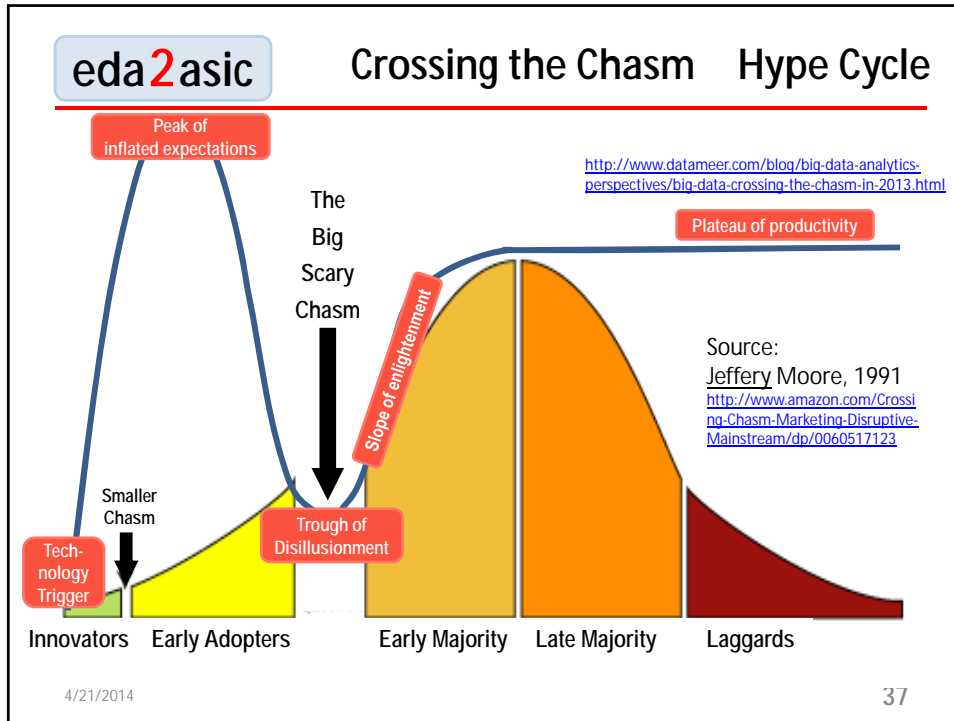 eda2asic
Crossing the Chasm Hype Cycle
Peak of
inflated expectations
http://www.datameer.com/blog/big-data-analytics-
perspectives/big-data-crossing-the-chasm-in-2013.html
The
Big
Scary
Chasm
Plateau of productivity
Slope of enlightenment
Source:
Jeffery Moore, 1991
http://www.amazon.com/Crossi
ng-Chasm-Marketing-Disruptive-
Mainstream/dp/0060517123
Smaller
Chasm
Trough of
Disillusionment
Tech-
nology
Trigger
Innovators Early Adopters Early Majority Late Majority Laggards
4/21/2014
37